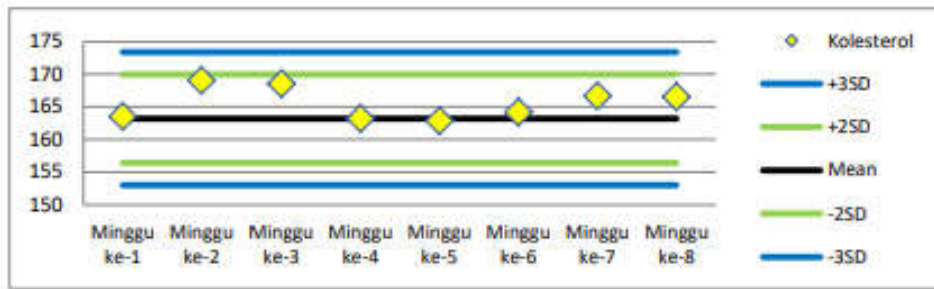 175
170
165
160
155
150
Minggu ke-1
Minggu ke-2
Minggu ke-3
Minggu ke-4
Minggu ke-5
Minggu ke-6
Minggu ke-7
Minggu ke-8
Kolesterol
+3SD
+2SD
Mean
-2SD
-3SD